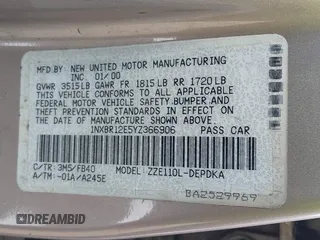 MFD. BY: NEW UNITED MOTOR MANUFACTURING
INC. 01/00
GVWR 3515LB GAWR FR 1815LB RR 1720LB
THIS VEHICLE CONFORMS TO ALL APPLICABLE
FEDERAL MOTOR VEHICLE SAFETY, BUMPER, AND
THEFT PREVENTION STANDARDS IN EFFECT ON
THE DATE OF MANUFACTURE SHOWN ABOVE.
1NXBR12E5YZ366906 PASS CAR
C/TR: 3M5/FB40 MODEL: ZZE110L-DEPDKA
A/TM: -01A/A245E
BA2529969
DREAMBID